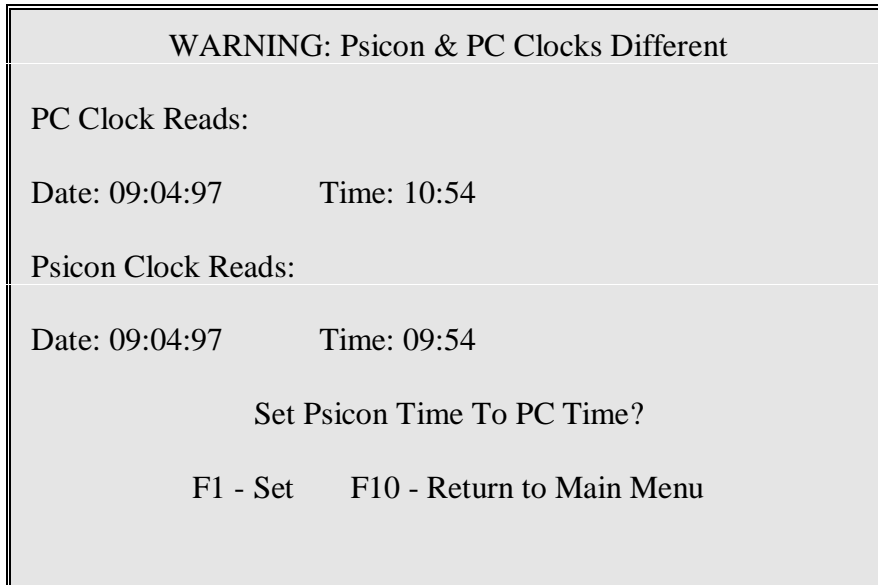 WARNING: Psicon & PC Clocks Different
PC Clock Reads:
Date: 09:04:97 Time: 10:54
Psicon Clock Reads:
Date: 09:04:97 Time: 09:54
Set Psicon Time To PC Time?
F1 - Set F10 - Return to Main Menu